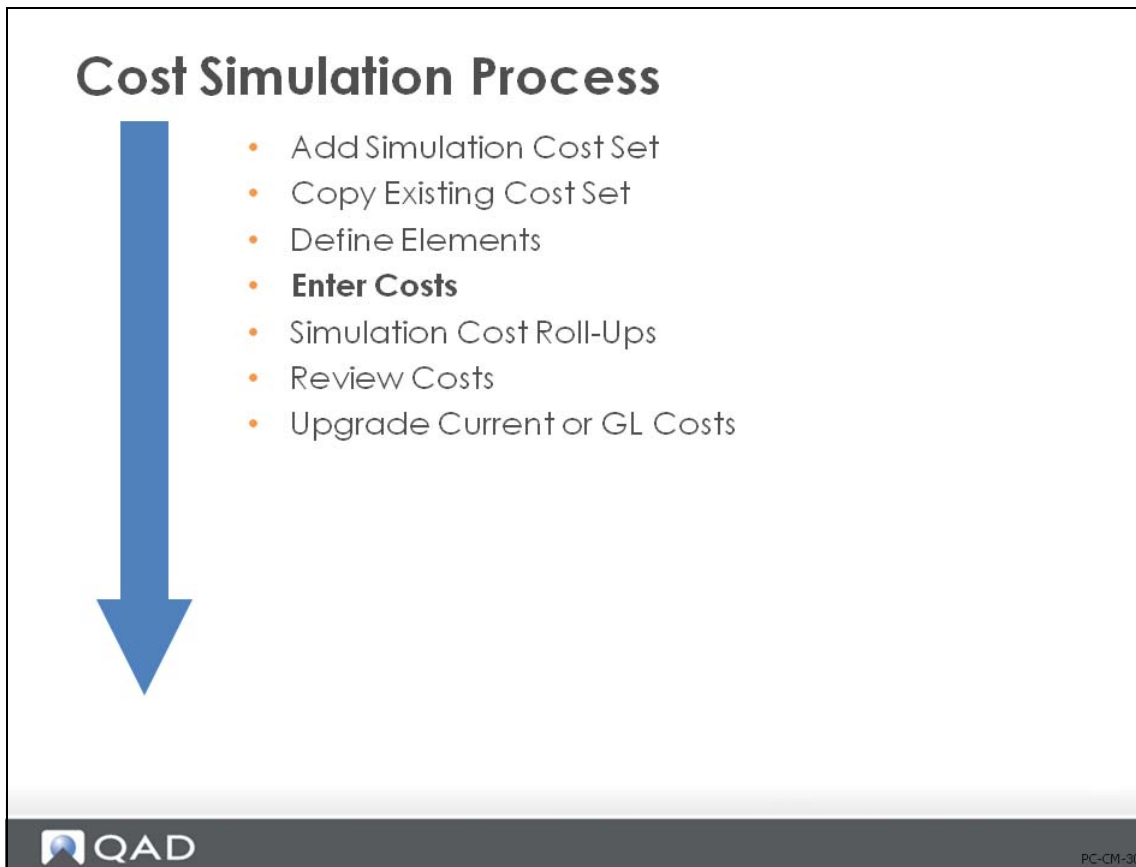 Cost Simulation Process
• Add Simulation Cost Set
• Copy Existing Cost Set
• Define Elements
• Enter Costs
• Simulation Cost Roll-Ups
• Review Costs
• Upgrade Current or GL Costs
QAD